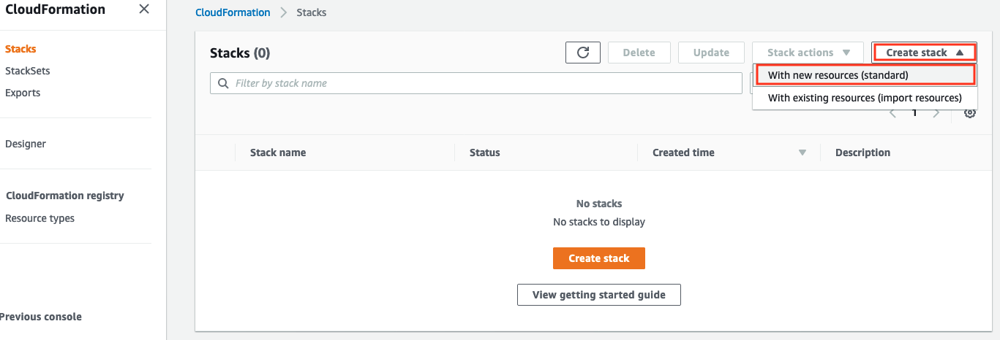 CloudFormation
Stacks
StackSets
Exports
Designer
CloudFormation registry
Resource types
Previous console
CloudFormation > Stacks
Stacks (0)
Delete
Update
Stack actions
Create stack
With new resources (standard)
With existing resources (import resources)
Filter by stack name
1
Stack name
Status
Created time
Description
No stacks
No stacks to display
Create stack
View getting started guide